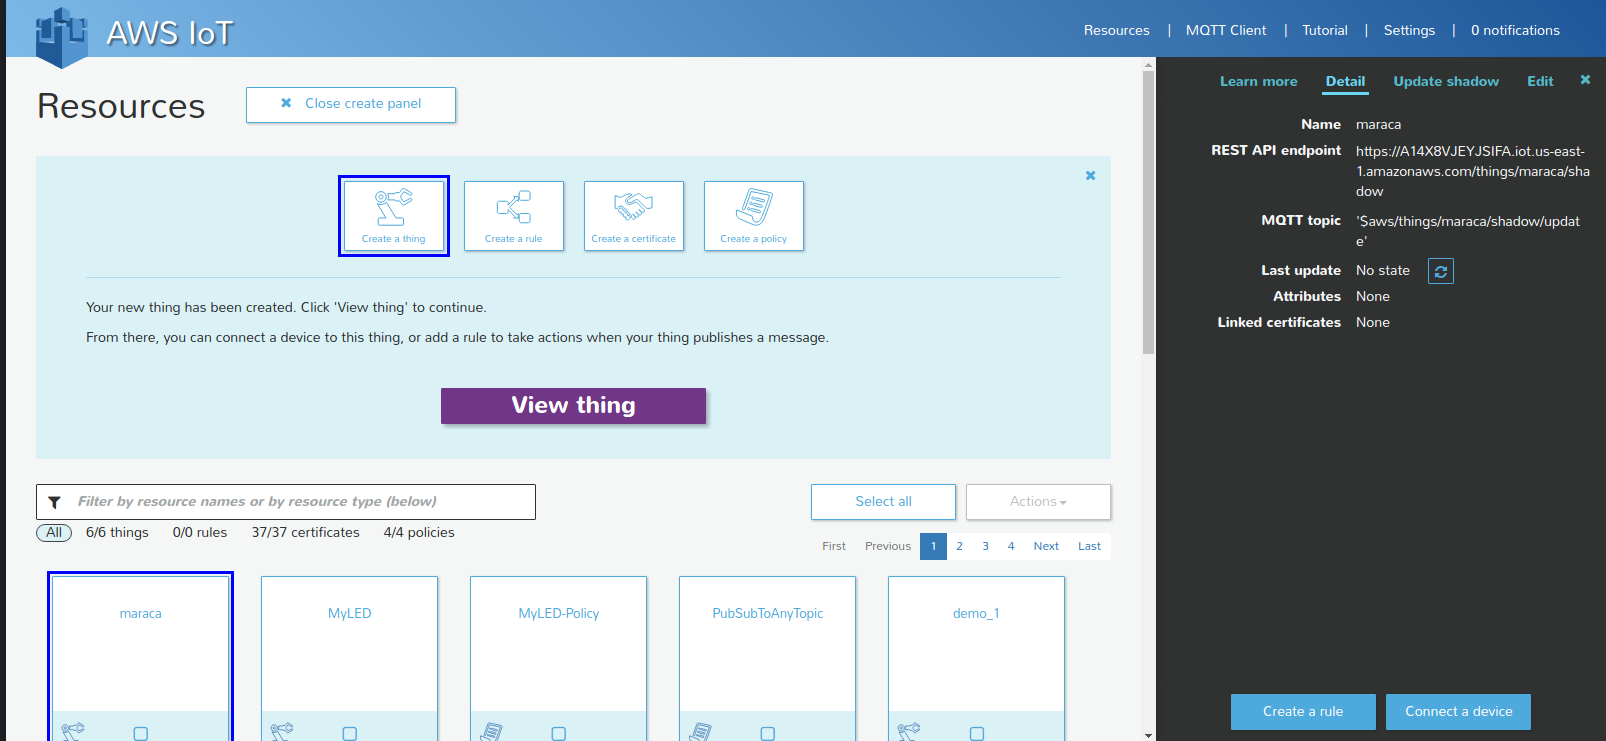 AWS IoT
Resources | MQTT Client | Tutorial | Settings | 0 notifications
Resources
Close create panel
Create a thing
Create a rule
Create a certificate
Create a policy
Your new thing has been created. Click 'View thing' to continue.
From there, you can connect a device to this thing, or add a rule to take actions when your thing publishes a message.
View thing
Filter by resource names or by resource type (below)
Select all
Actions
All 6/6 things 0/0 rules 37/37 certificates 4/4 policies
First Previous 1 2 3 4 Next Last
maraca
MyLED
MyLED-Policy
PubSubToAnyTopic
demo_1
Learn more Detail Update shadow Edit
Name maraca
REST API endpoint https://A14X8VJEYJSIFA.iot.us-east-
1.amazonaws.com/things/maraca/sha
dow
MQTT topic '$aws/things/maraca/shadow/updat
e'
Last update No state
Attributes None
Linked certificates None
Create a rule
Connect a device